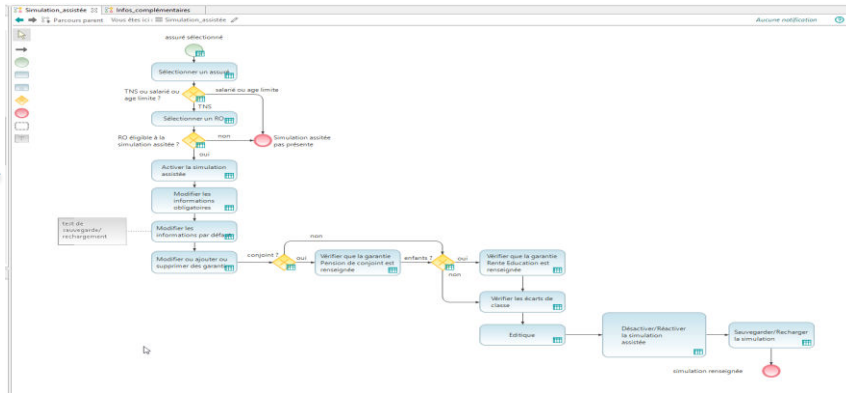 Simulation_assistée
Infos_complémentaires
Parcours parent
Vous êtes ici :
Simulation_assistée
Aucune notification
assuré sélectionné
Sélectionner un assuré
TNS ou salarié ou
age limite ?
salarié ou age limite
TNS
Sélectionner un RO
RO éligible à la
simulation assitée ?
non
Simulation assitée
pas présente
oui
Activer la simulation
assistée
Modifier les
informations
obligatoires
test de
sauvegarde/
rechargement
Modifier les
informations par défau
Modifier ou ajouter ou
supprimer des garantie
conjoint ?
non
oui
Vérifier que la garantie
Pension de conjoint est
renseignée
enfants ?
oui
non
Vérifier que la garantie
Rente Education est
renseignée
Vérifier les écarts de
classe
Editique
Désactiver/Réactiver
la simulation
assistée
Sauvegarder/Recharger
la simulation
simulation renseignée